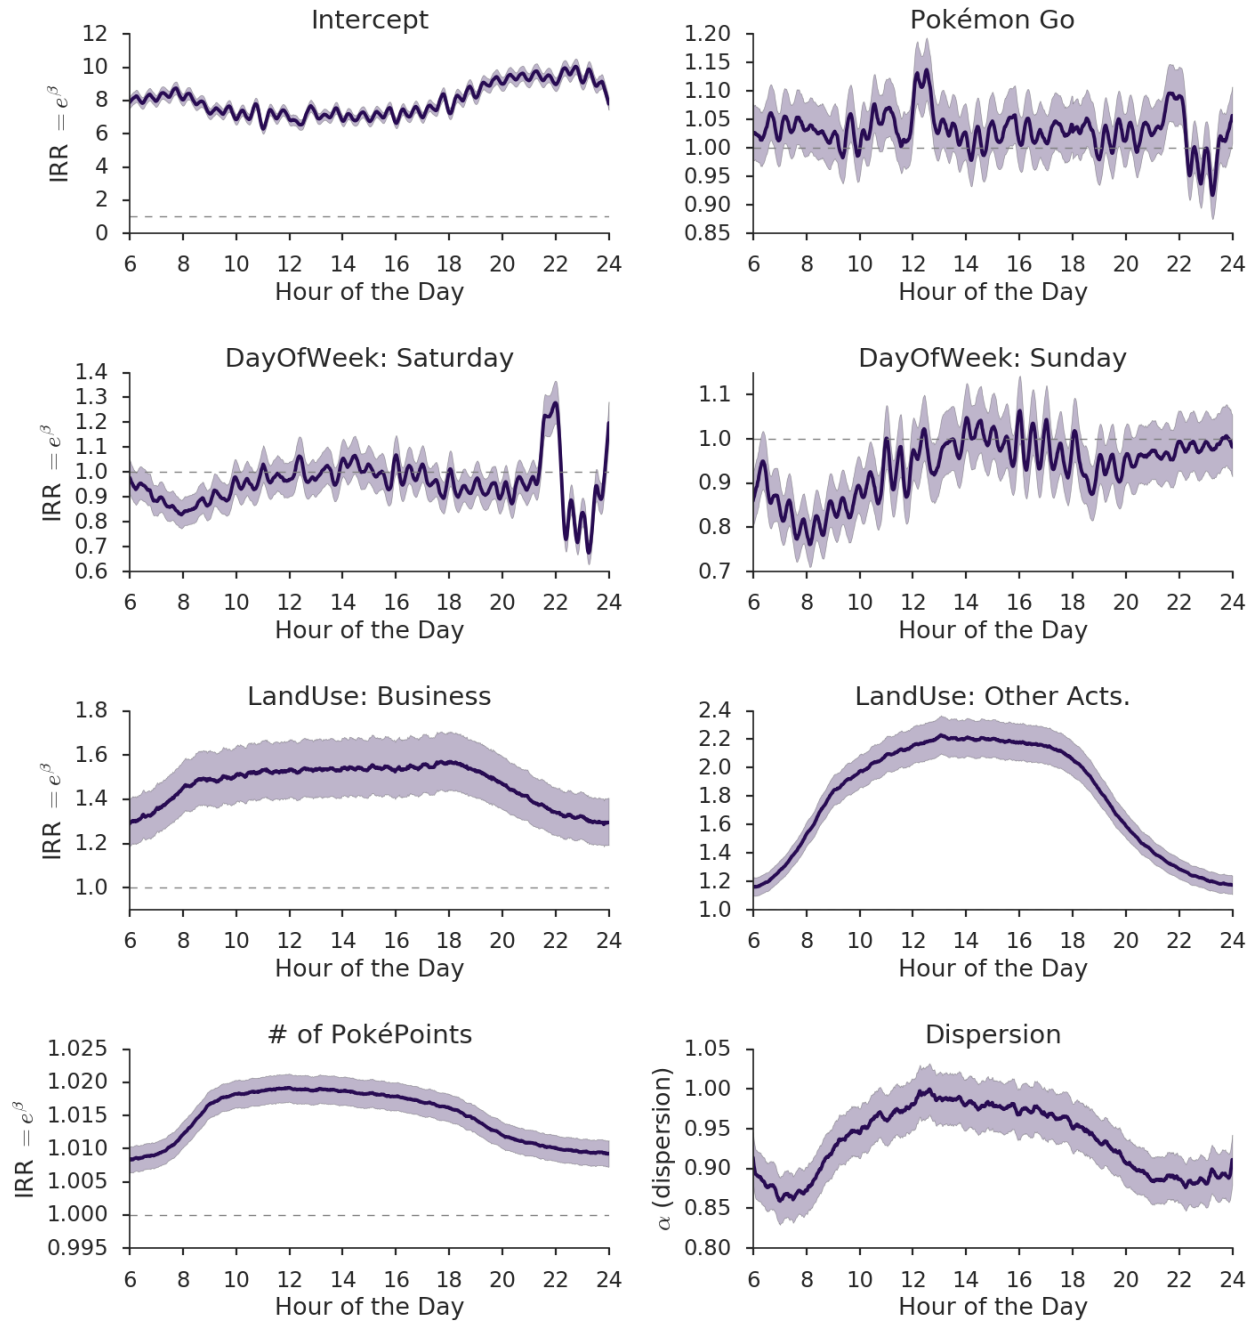 Intercept
IRR = e^β
12
10
8
6
4
2
0
6 8 10 12 14 16 18 20 22 24
Hour of the Day
Pokémon Go
1.20
1.15
1.10
1.05
1.00
0.95
0.90
0.85
6 8 10 12 14 16 18 20 22 24
Hour of the Day
DayOfWeek: Saturday
IRR = e^β
1.4
1.3
1.2
1.1
1.0
0.9
0.8
0.7
0.6
6 8 10 12 14 16 18 20 22 24
Hour of the Day
DayOfWeek: Sunday
1.1
1.0
0.9
0.8
0.7
6 8 10 12 14 16 18 20 22 24
Hour of the Day
LandUse: Business
IRR = e^β
1.8
1.6
1.4
1.2
1.0
6 8 10 12 14 16 18 20 22 24
Hour of the Day
LandUse: Other Acts.
2.4
2.2
2.0
1.8
1.6
1.4
1.2
1.0
6 8 10 12 14 16 18 20 22 24
Hour of the Day
# of PokéPoints
IRR = e^β
1.025
1.020
1.015
1.010
1.005
1.000
0.995
6 8 10 12 14 16 18 20 22 24
Hour of the Day
Dispersion
α (dispersion)
1.05
1.00
0.95
0.90
0.85
0.80
6 8 10 12 14 16 18 20 22 24
Hour of the Day